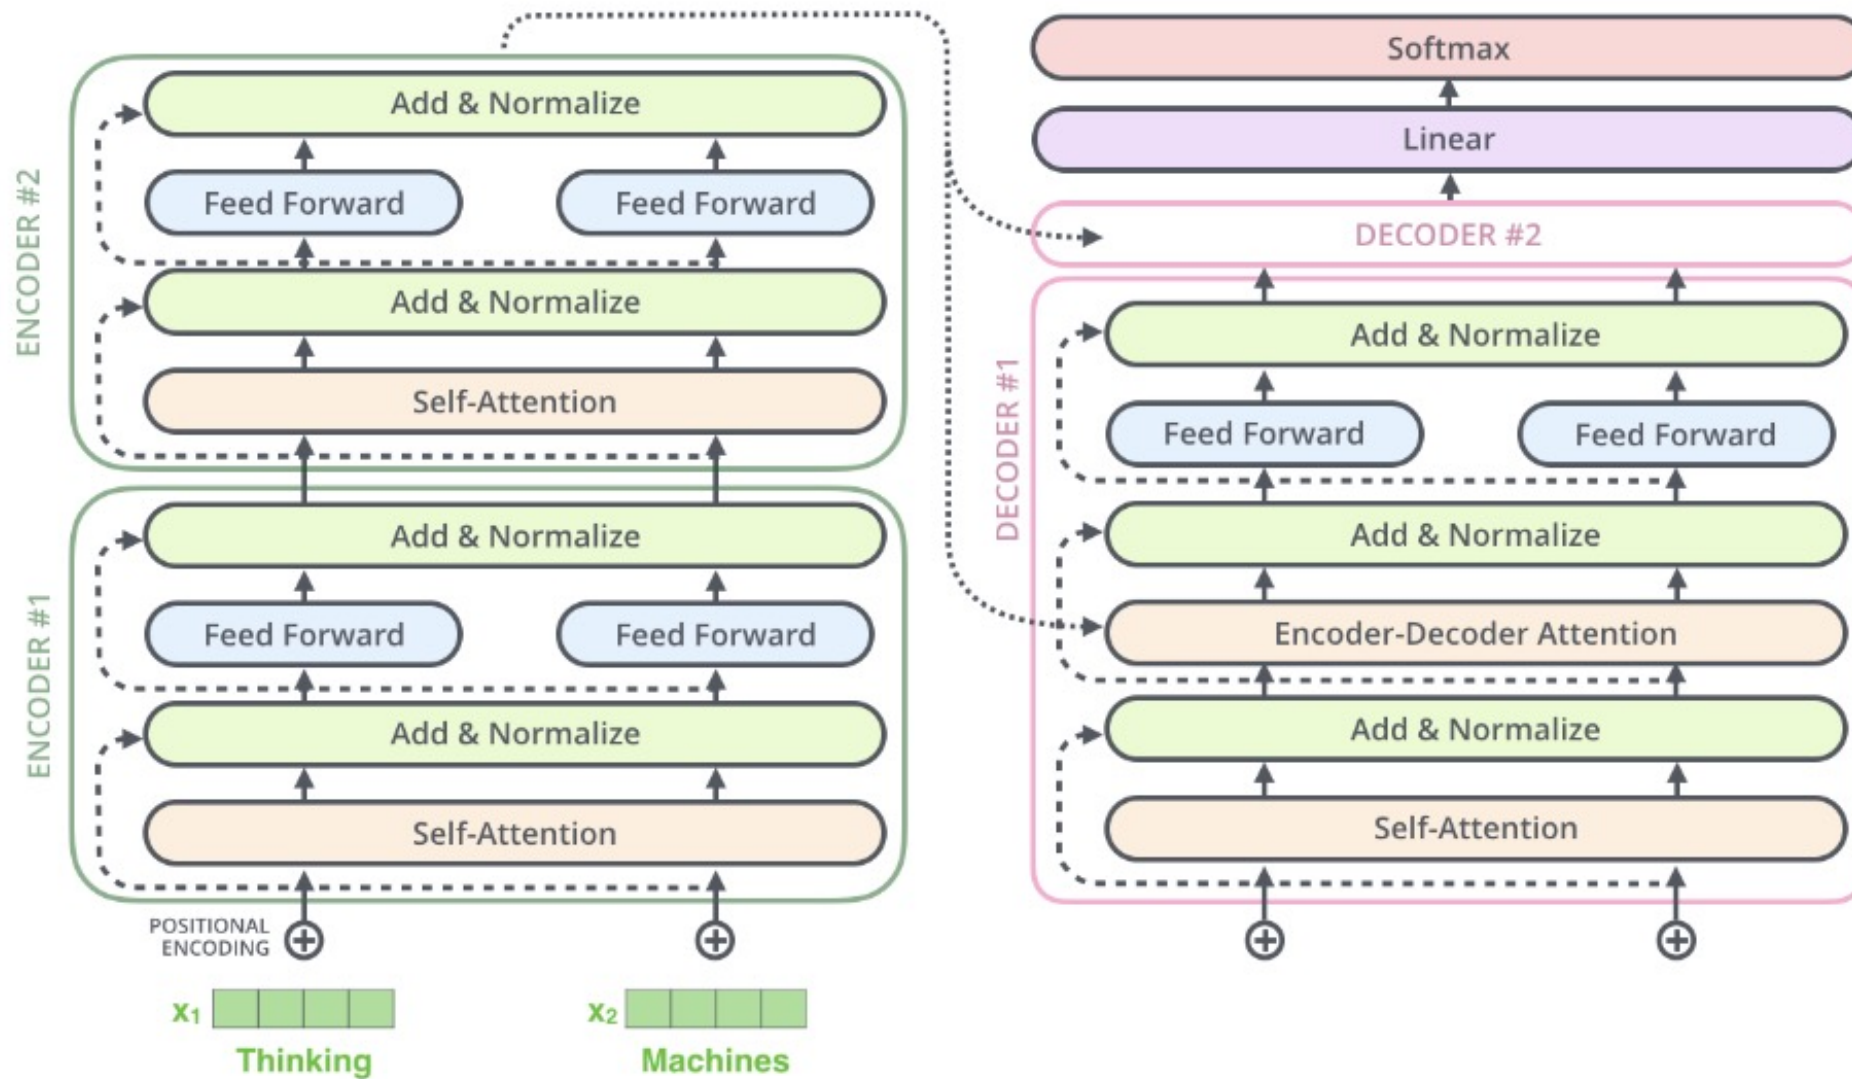 ENCODER #2
Add & Normalize
Feed Forward
Feed Forward
Add & Normalize
Self-Attention
ENCODER #1
Add & Normalize
Feed Forward
Feed Forward
Add & Normalize
Self-Attention
POSITIONAL
ENCODING
x1
x2
Thinking
Machines
Softmax
Linear
DECODER #2
DECODER #1
Add & Normalize
Feed Forward
Feed Forward
Add & Normalize
Encoder-Decoder Attention
Add & Normalize
Self-Attention